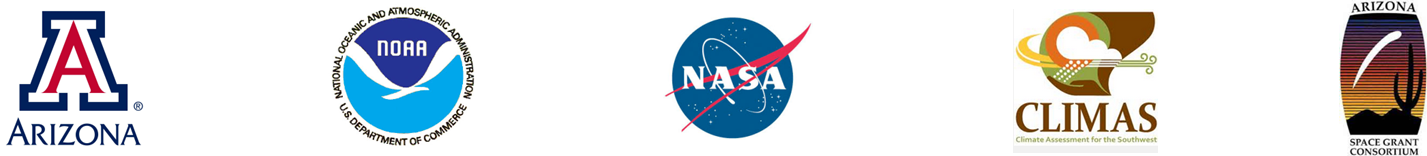 A
®
ARIZONA
NATIONAL OCEANIC AND ATMOSPHERIC ADMINISTRATION
NOAA
U.S. DEPARTMENT OF COMMERCE
NASA
CLIMAS
Climate Assessment for the Southwest
ARIZONA
SPACE GRANT
CONSORTIUM